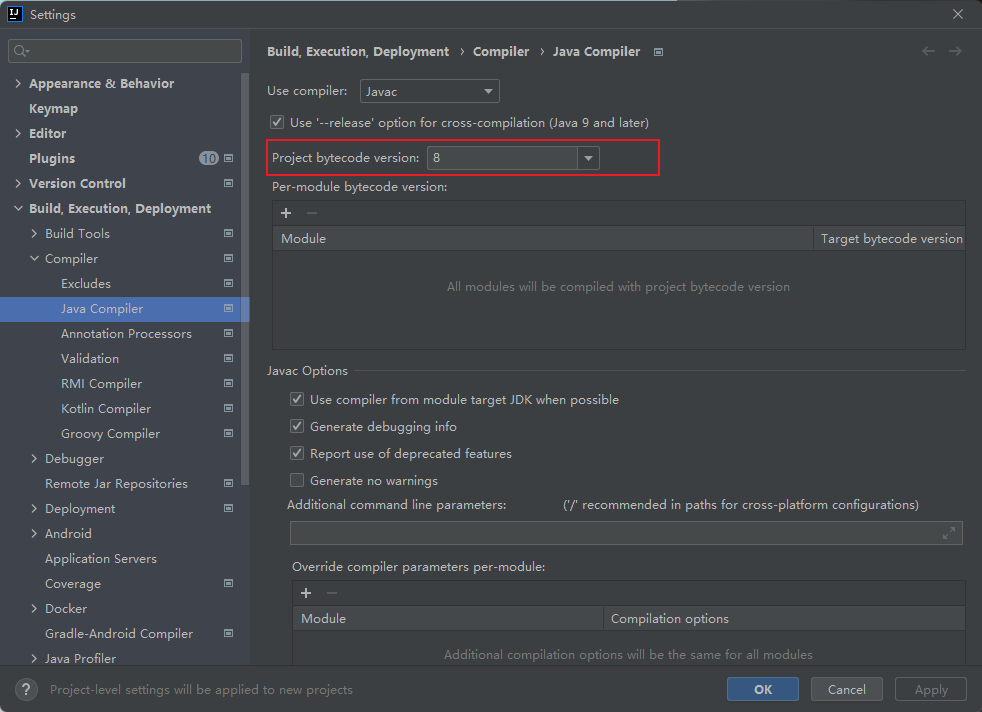 Settings
Appearance & Behavior
Keymap
Editor
Plugins 10
Version Control
Build, Execution, Deployment
Build Tools
Compiler
Excludes
Java Compiler
Annotation Processors
Validation
RMI Compiler
Kotlin Compiler
Groovy Compiler
Debugger
Remote Jar Repositories
Deployment
Android
Application Servers
Coverage
Docker
Gradle-Android Compiler
Java Profiler
Build, Execution, Deployment › Compiler › Java Compiler
Use compiler: Javac
Use '--release' option for cross-compilation (Java 9 and later)
Project bytecode version: 8
Per-module bytecode version:
Module Target bytecode version
All modules will be compiled with project bytecode version
Javac Options
Use compiler from module target JDK when possible
Generate debugging info
Report use of deprecated features
Generate no warnings
Additional command line parameters: ('/' recommended in paths for cross-platform configurations)
Override compiler parameters per-module:
Module Compilation options
Additional compilation options will be the same for all modules
? Project-level settings will be applied to new projects
OK Cancel Apply